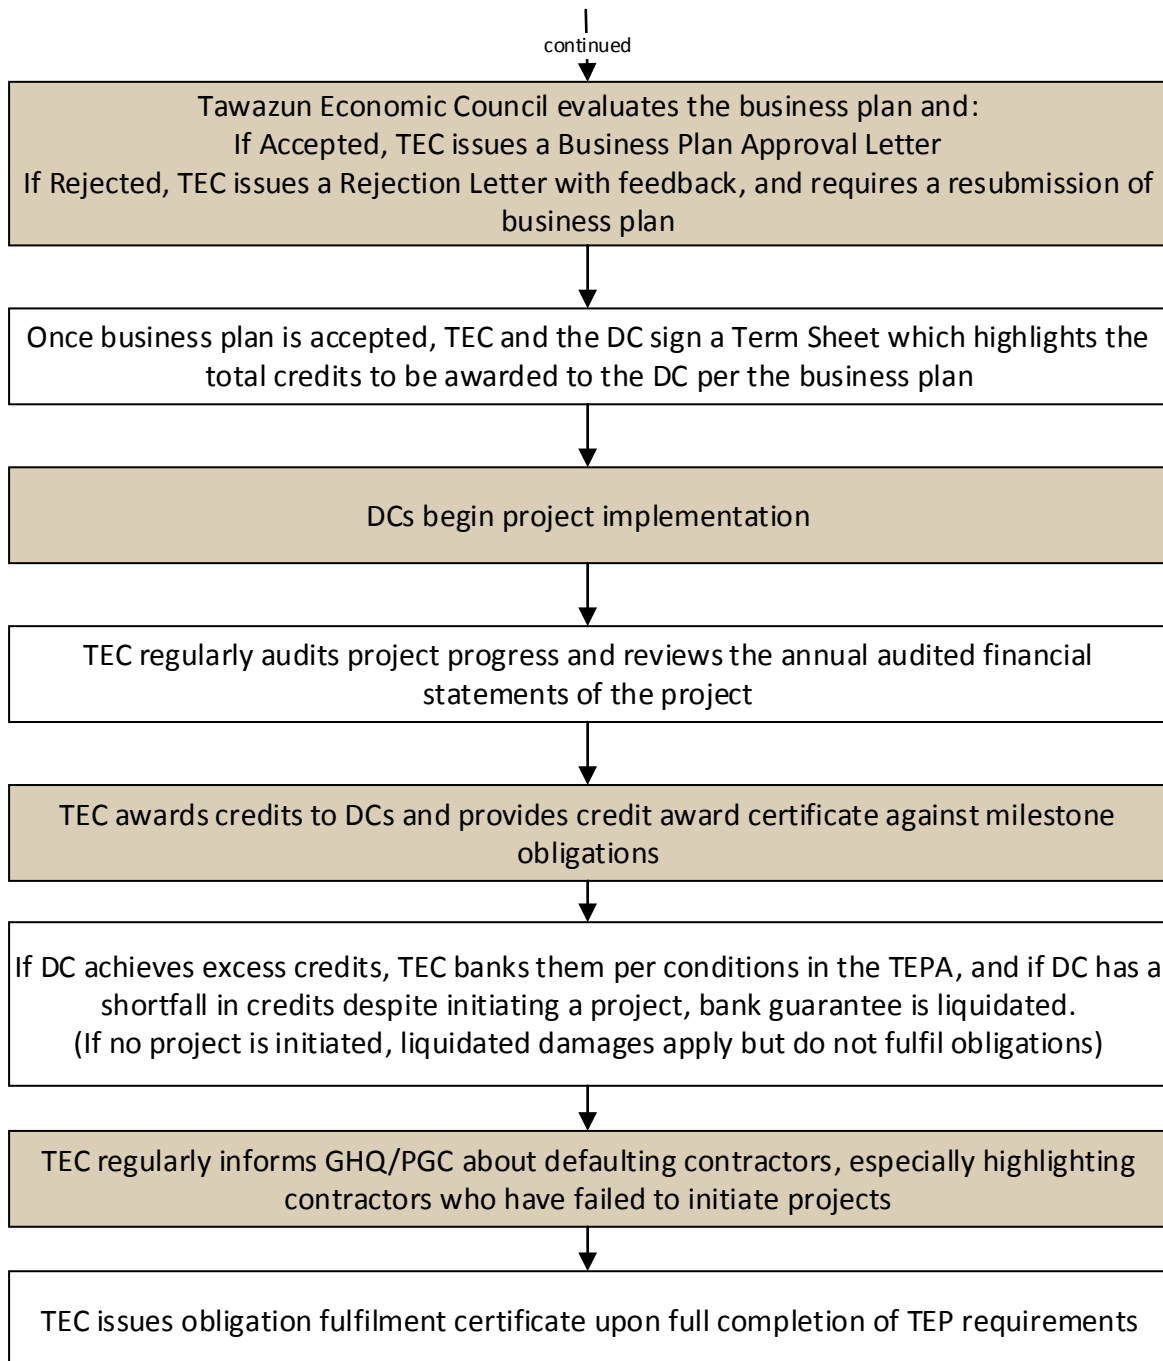 continued
Tawazun Economic Council evaluates the business plan and:
If Accepted, TEC issues a Business Plan Approval Letter
If Rejected, TEC issues a Rejection Letter with feedback, and requires a resubmission of
business plan
Once business plan is accepted, TEC and the DC sign a Term Sheet which highlights the
total credits to be awarded to the DC per the business plan
DCs begin project implementation
TEC regularly audits project progress and reviews the annual audited financial
statements of the project
TEC awards credits to DCs and provides credit award certificate against milestone
obligations
If DC achieves excess credits, TEC banks them per conditions in the TEPA, and if DC has a
shortfall in credits despite initiating a project, bank guarantee is liquidated.
(If no project is initiated, liquidated damages apply but do not fulfil obligations)
TEC regularly informs GHQ/PGC about defaulting contractors, especially highlighting
contractors who have failed to initiate projects
TEC issues obligation fulfilment certificate upon full completion of TEP requirements